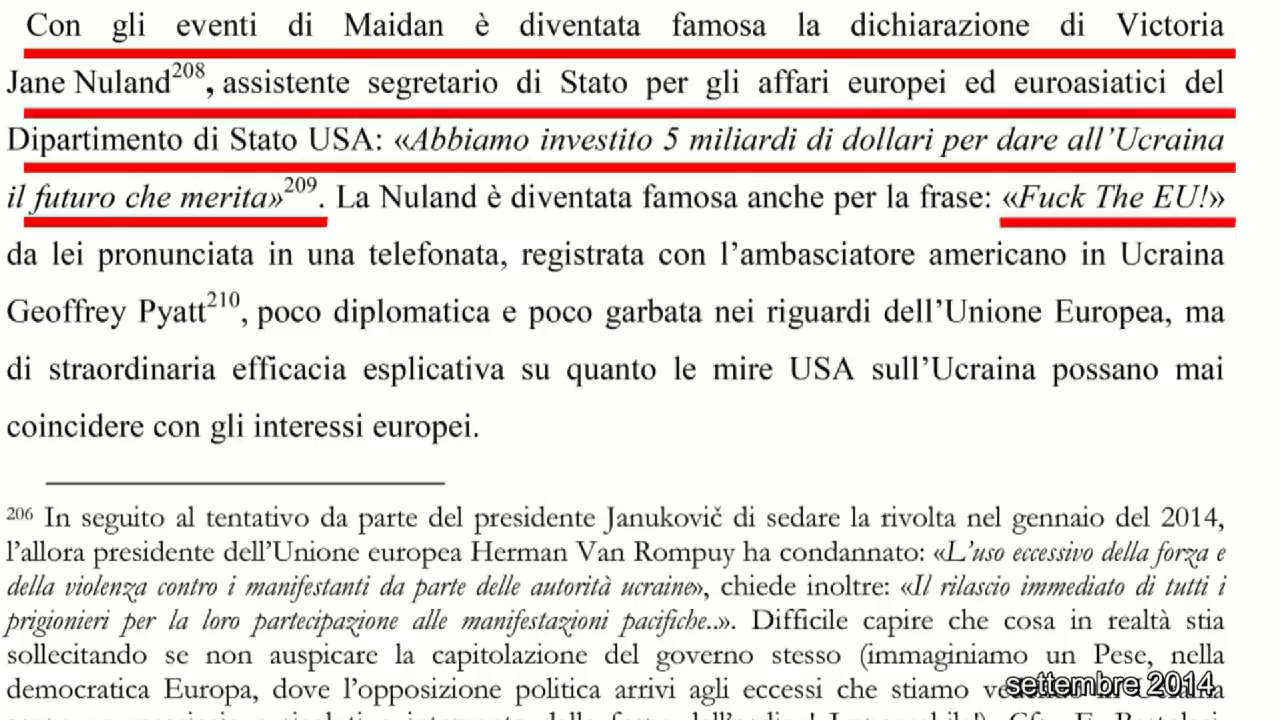 Con gli eventi di Maidan è diventata famosa la dichiarazione di Victoria
Jane Nuland208, assistente segretario di Stato per gli affari europei ed euroasiatici del
Dipartimento di Stato USA: «Abbiamo investito 5 miliardi di dollari per dare all’Ucraina
il futuro che merita»209. La Nuland è diventata famosa anche per la frase: «Fuck The EU!»
da lei pronunciata in una telefonata, registrata con l’ambasciatore americano in Ucraina
Geoffrey Pyatt210, poco diplomatica e poco garbata nei riguardi dell’Unione Europea, ma
di straordinaria efficacia esplicativa su quanto le mire USA sull’Ucraina possano mai
coincidere con gli interessi europei.
206 In seguito al tentativo da parte del presidente Janukovič di sedare la rivolta nel gennaio del 2014,
l’allora presidente dell’Unione europea Herman Van Rompuy ha condannato: «L’uso eccessivo della forza e
della violenza contro i manifestanti da parte delle autorità ucraine», chiede inoltre: «Il rilascio immediato di tutti i
prigionieri per la loro partecipazione alle manifestazioni pacifiche..». Difficile capire che cosa in realtà stia
sollecitando se non auspicare la capitolazione del governo stesso (immaginiamo un Pese, nella
democratica Europa, dove l’opposizione politica arrivi agli eccessi che stiamo
settembre 2014